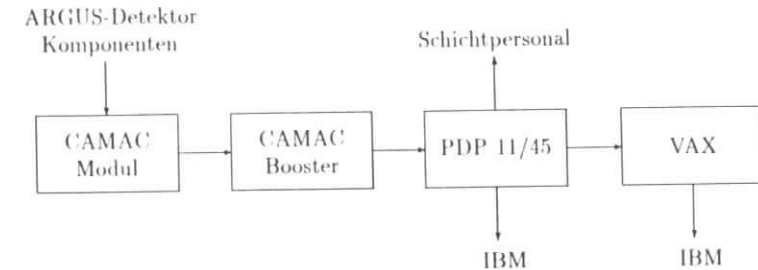 ARGUS-Detektor
Komponenten
Schichtpersonal
CAMAC
Modul
CAMAC
Booster
PDP 11/45
VAX
IBM
IBM